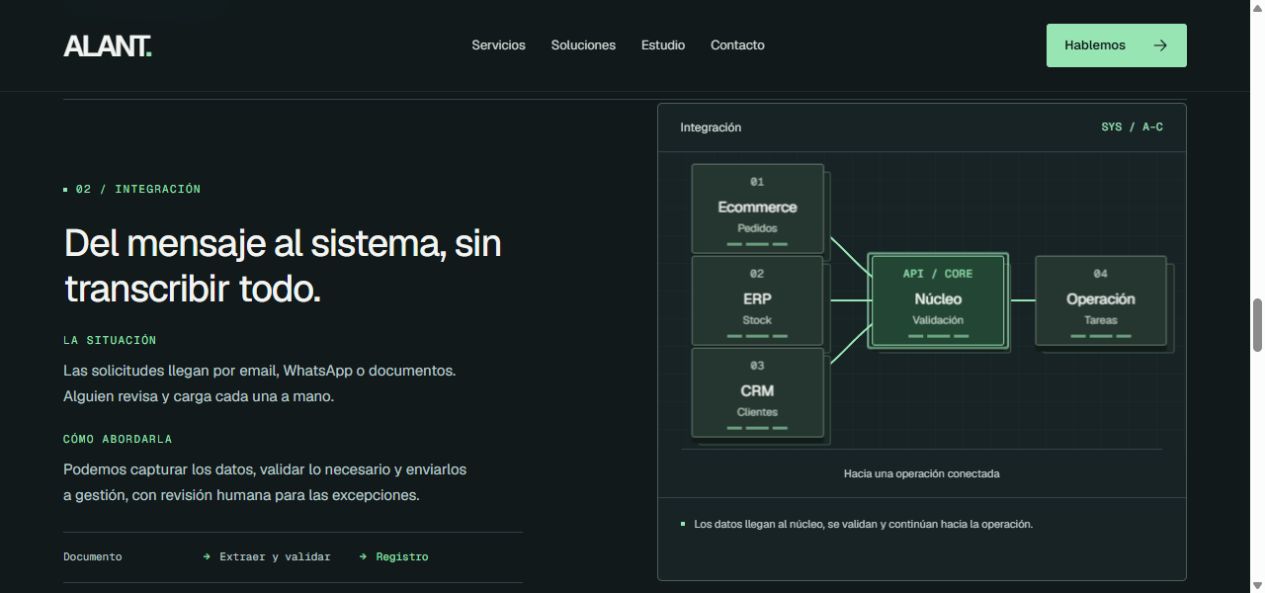 ALANT.
Servicios
Soluciones
Estudio
Contacto
Hablemos →
02 / INTEGRACIÓN
Del mensaje al sistema, sin
transcribir todo.
LA SITUACIÓN
Las solicitudes llegan por email, WhatsApp o documentos.
Alguien revisa y carga cada una a mano.
CÓMO ABORDARLA
Podemos capturar los datos, validar lo necesario y enviarlos
a gestión, con revisión humana para las excepciones.
Documento → Extraer y validar → Registro
Integración
SYS / A-C
01
Ecommerce
Pedidos
02
ERP
Stock
03
CRM
Clientes
API / CORE
Núcleo
Validación
04
Operación
Tareas
Hacia una operación conectada
Los datos llegan al núcleo, se validan y continúan hacia la operación.